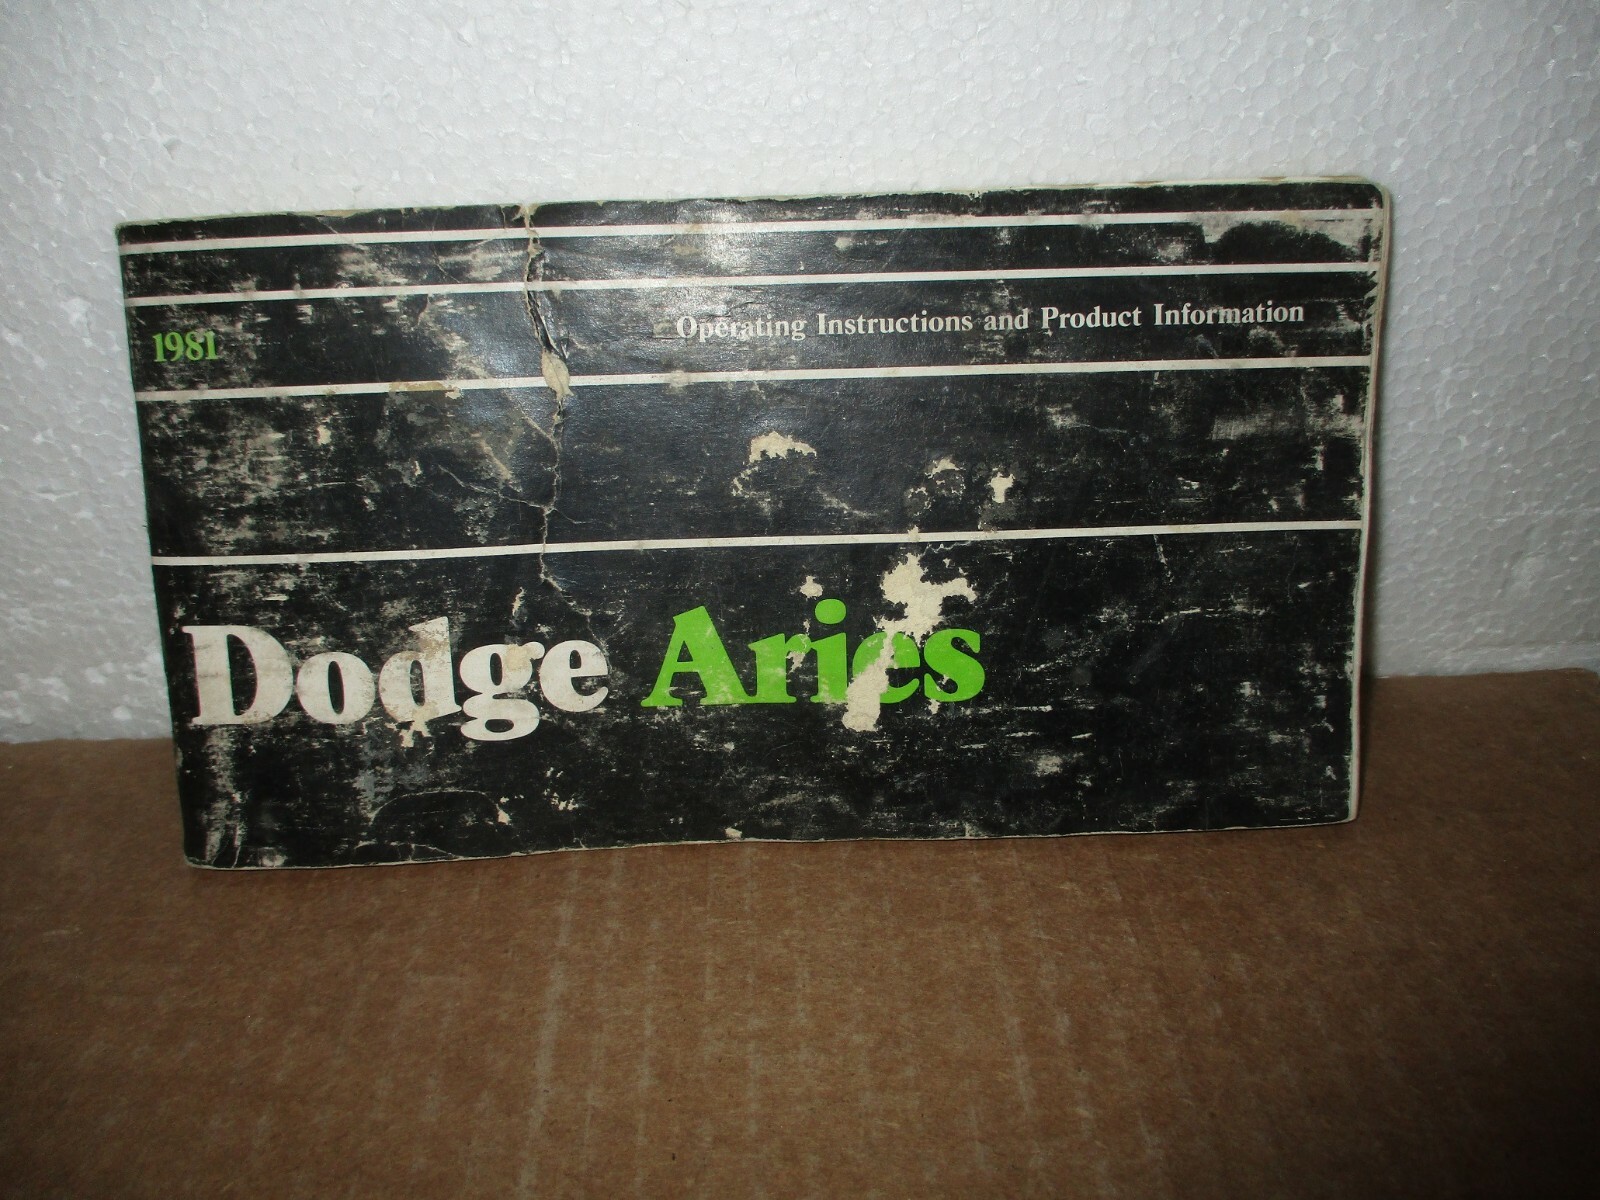 1981
Operating Instructions and Product Information
Dodge Aries